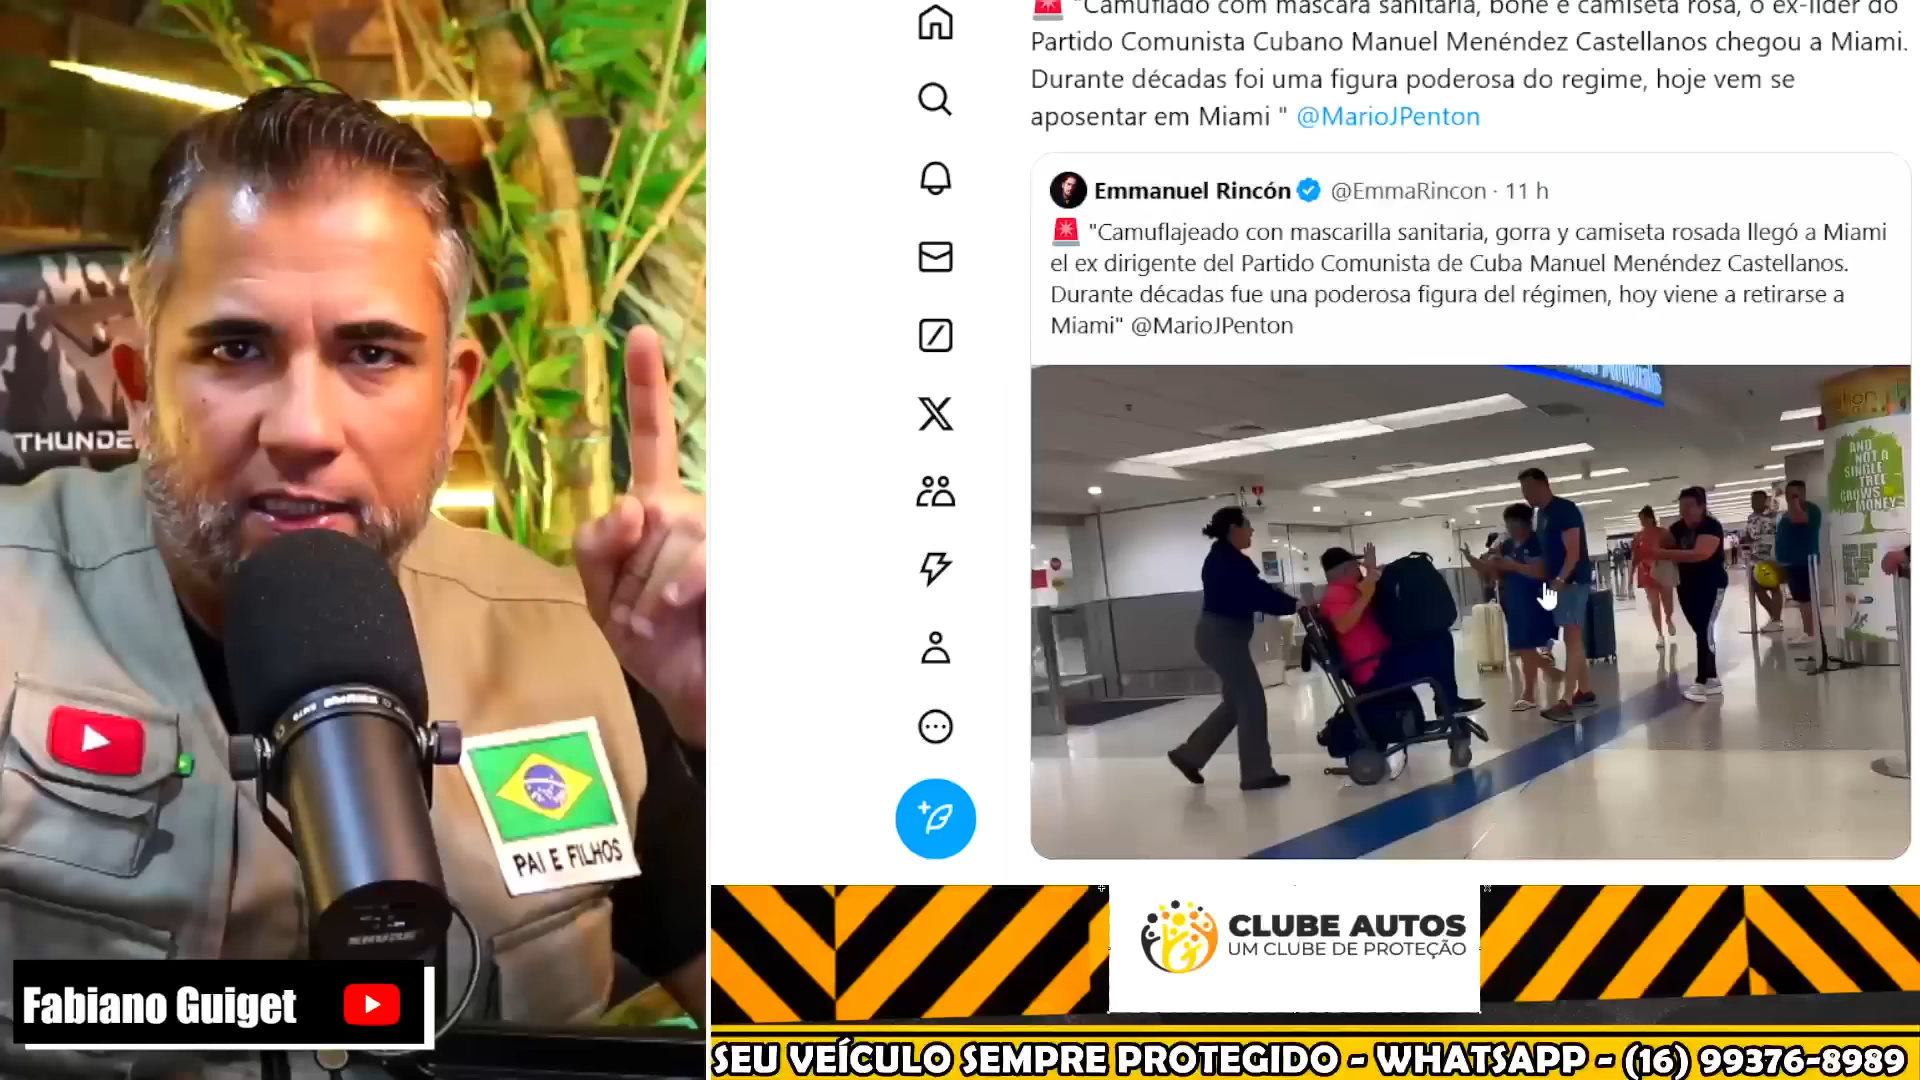 THUNDE
PAI E FILHOS
Fabiano Guiget
"Camuflado com máscara sanitária, boné e camiseta rosa, o ex-líder do
Partido Comunista Cubano Manuel Menéndez Castellanos chegou a Miami.
Durante décadas foi uma figura poderosa do regime, hoje vem se
aposentar em Miami " @MarioJPenton
Emmanuel Rincón @EmmaRincon · 11 h
"Camuflajeado con mascarilla sanitaria, gorra y camiseta rosada llegó a Miami
el ex dirigente del Partido Comunista de Cuba Manuel Menéndez Castellanos.
Durante décadas fue una poderosa figura del régimen, hoy viene a retirarse a
Miami" @MarioJPenton
AND
NOT A
SINGLE
TREE
GROWS
MONEY
CLUBE AUTOS
UM CLUBE DE PROTEÇÃO
SEU VEÍCULO SEMPRE PROTEGIDO - WHATSAPP - (16) 99376-8989